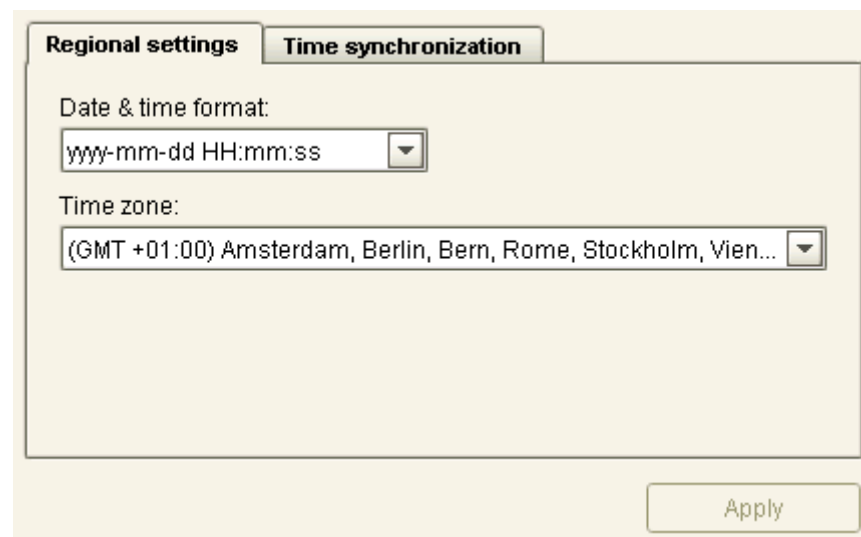 Regional settings
Time synchronization
Date & time format:
yyyy-mm-dd HH:mm:ss
Time zone:
(GMT +01:00) Amsterdam, Berlin, Bern, Rome, Stockholm, Vien...
Apply